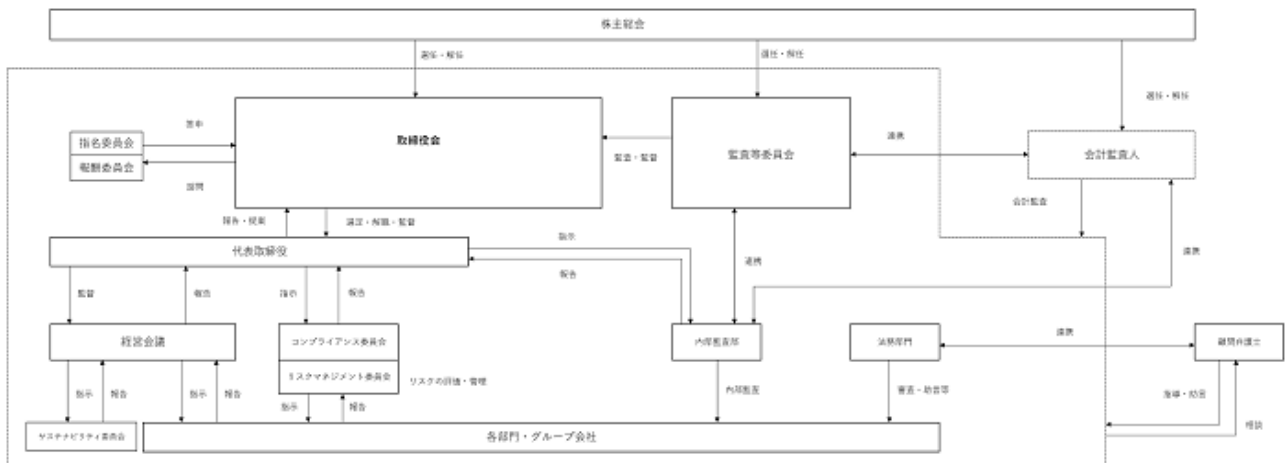 株主総会
選任・解任
選任・解任
選任・解任
取締役会
監査等委員会
会計監査人
指名委員会
報酬委員会
答申
諮問
監査・監督
連携
会計監査
報告・提案
選定・解職・監督
代表取締役
指示
報告
連携
連携
監督
報告
指示
報告
経営会議
コンプライアンス委員会
リスクマネジメント委員会
リスクの評価・管理
内部監査部
法務部門
連携
顧問弁護士
指示
報告
指示
報告
指示
報告
内部監査
審査・助言等
指導・助言
相談
サステナビリティ委員会
各部門・グループ会社